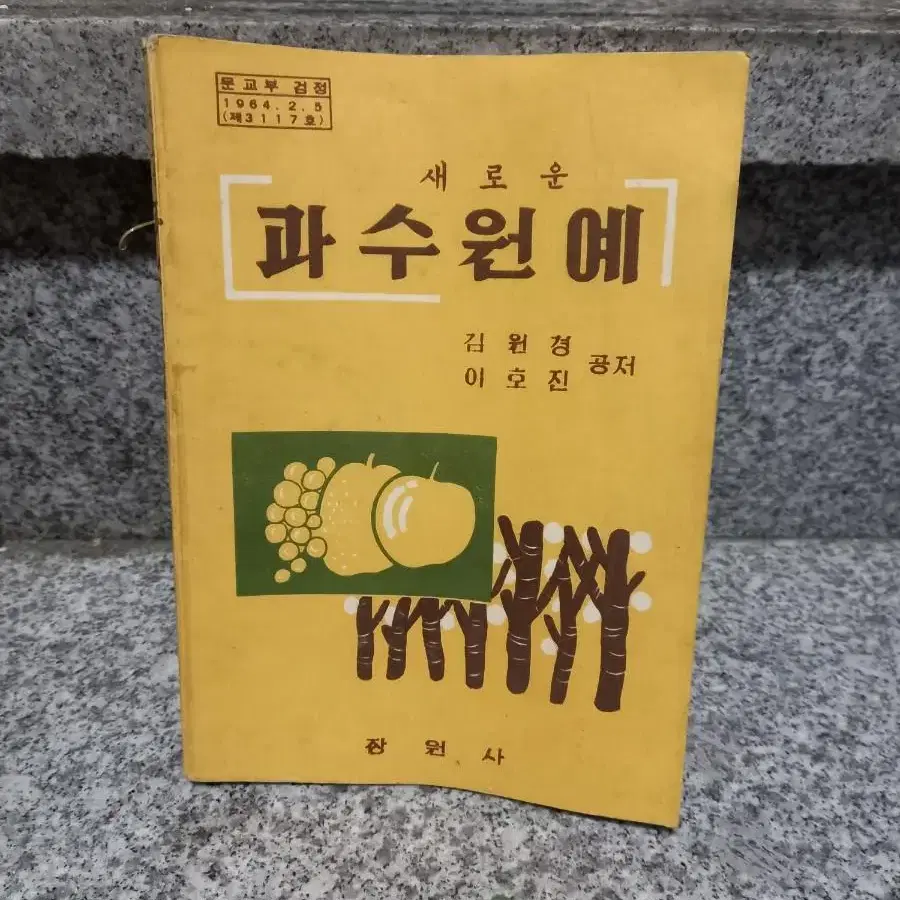 문교부 검정
1964.2.5
(제3117호)
새로운
과수원예
김원경
이호진
공저
장원사